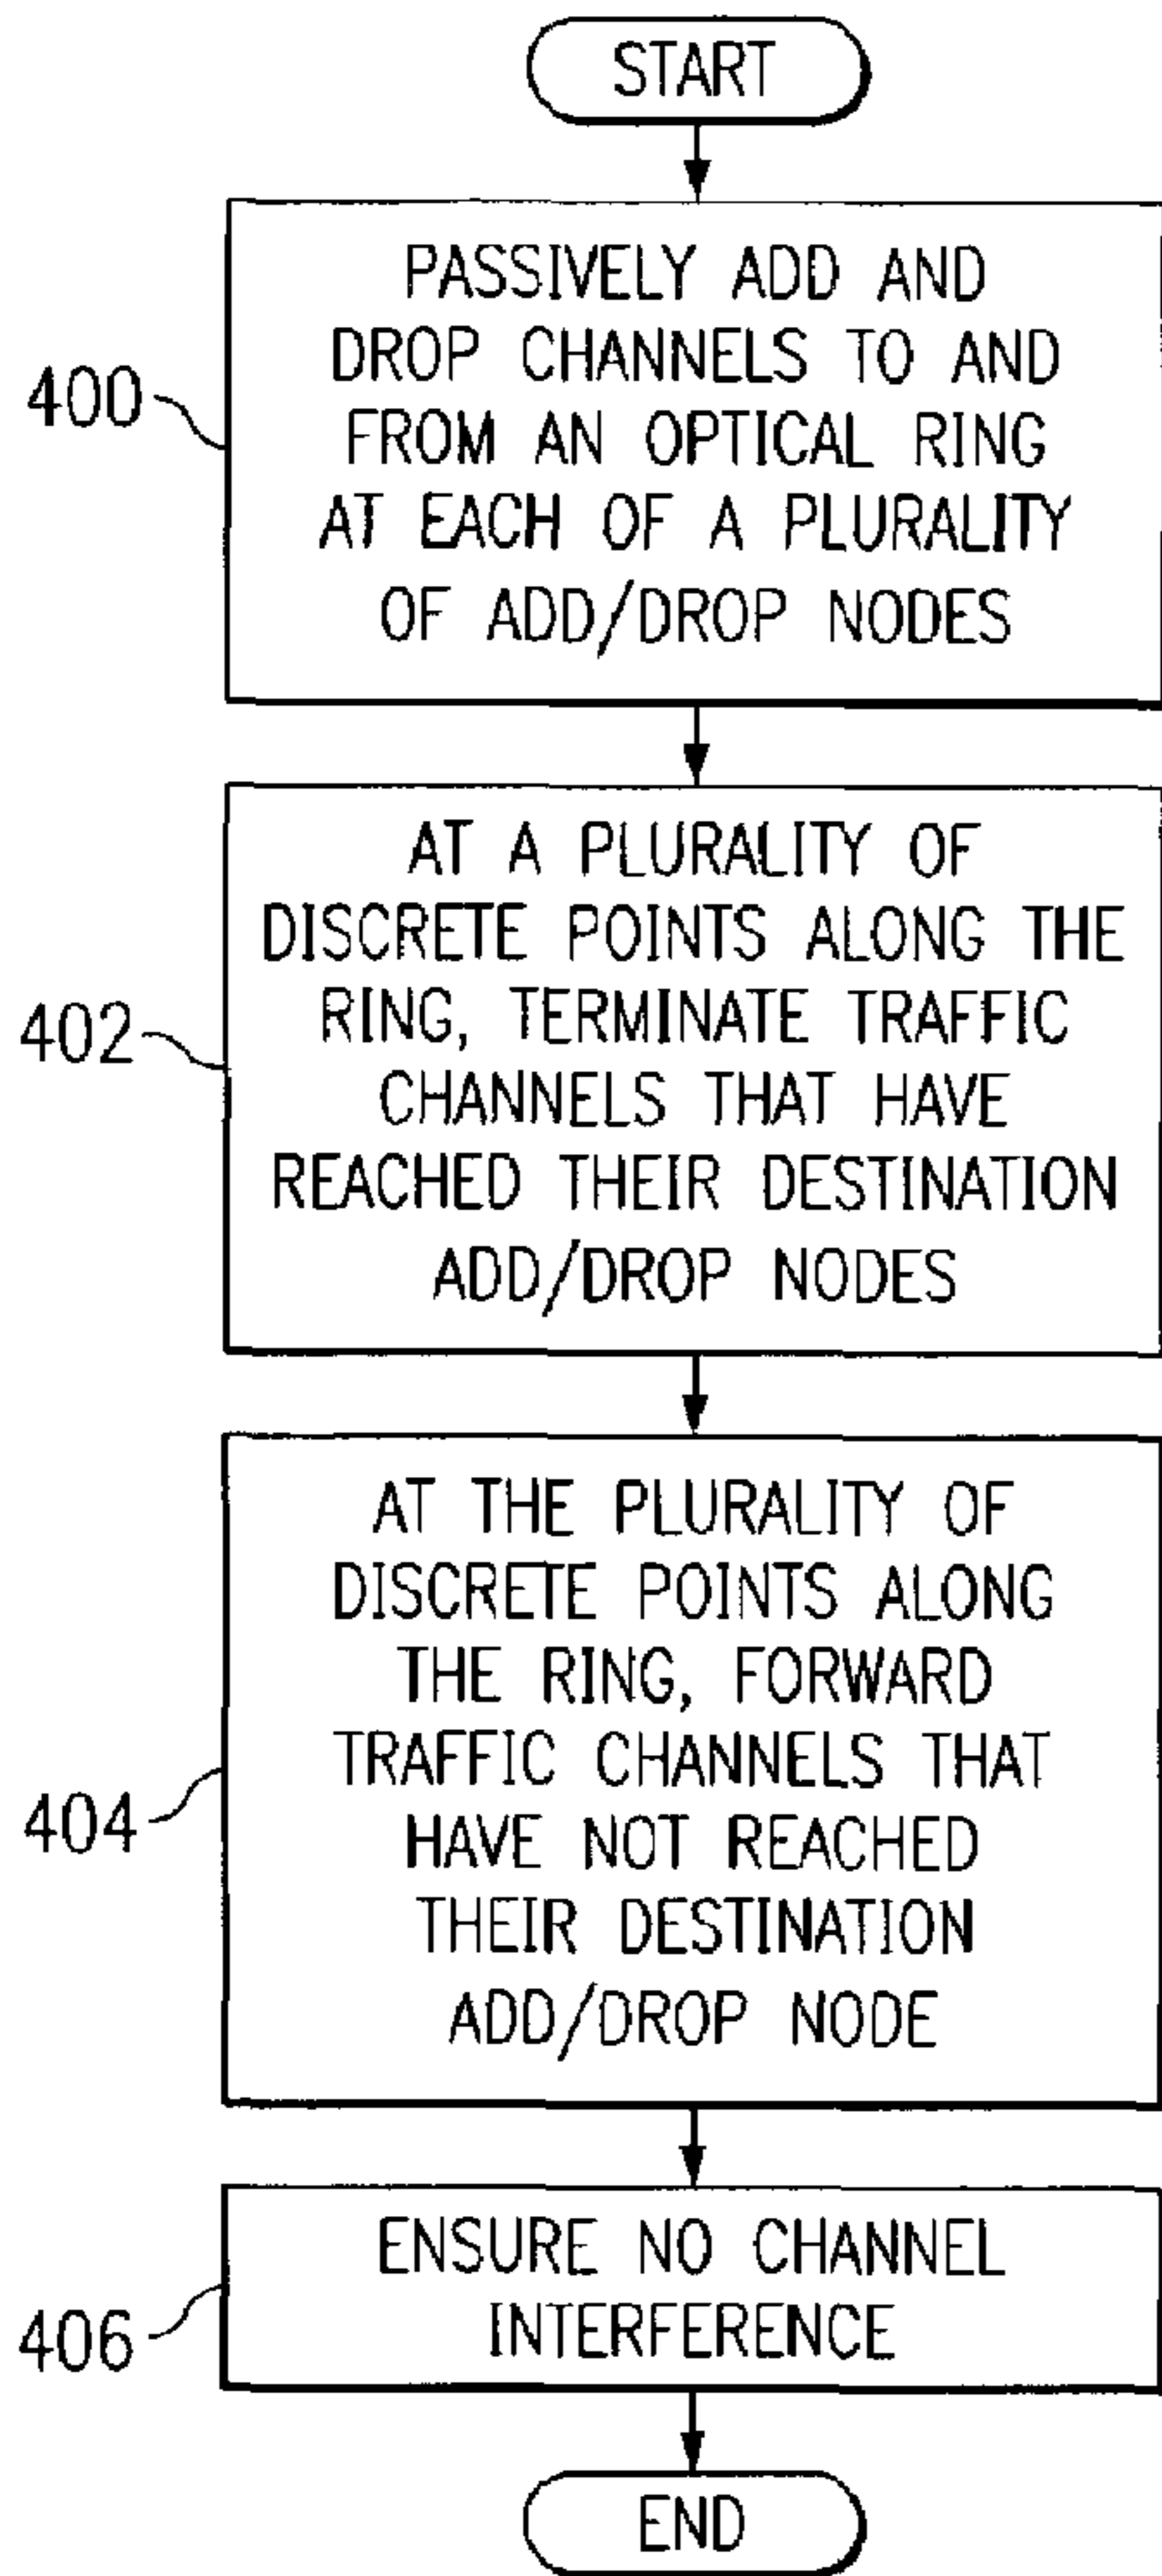 START
PASSIVELY ADD AND
DROP CHANNELS TO AND
FROM AN OPTICAL RING
AT EACH OF A PLURALITY
OF ADD/DROP NODES
400
AT A PLURALITY OF
DISCRETE POINTS ALONG THE
RING, TERMINATE TRAFFIC
CHANNELS THAT HAVE
REACHED THEIR DESTINATION
ADD/DROP NODES
402
AT THE PLURALITY OF
DISCRETE POINTS ALONG
THE RING, FORWARD
TRAFFIC CHANNELS THAT
HAVE NOT REACHED
THEIR DESTINATION
ADD/DROP NODE
404
ENSURE NO CHANNEL
INTERFERENCE
406
END